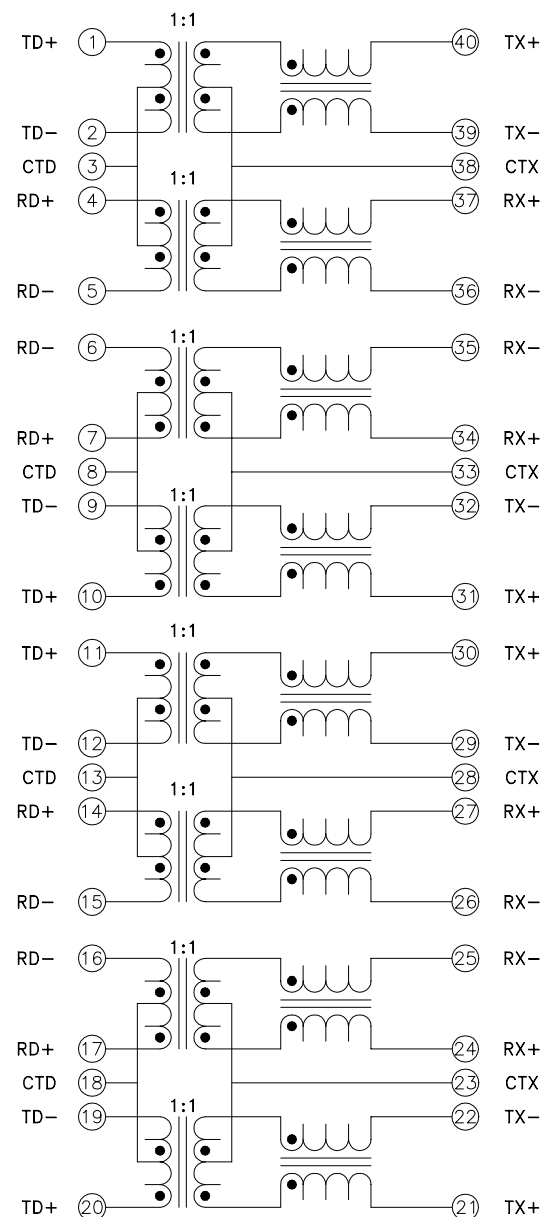 1:1
TD+ 1 40 TX+
TD- 2 39 TX-
CTD 3 38 CTX
1:1
RD+ 4 37 RX+
RD- 5 36 RX-
1:1
RD- 6 35 RX-
RD+ 7 34 RX+
CTD 8 33 CTX
1:1
TD- 9 32 TX-
TD+ 10 31 TX+
1:1
TD+ 11 30 TX+
TD- 12 29 TX-
CTD 13 28 CTX
1:1
RD+ 14 27 RX+
RD- 15 26 RX-
1:1
RD- 16 25 RX-
RD+ 17 24 RX+
CTD 18 23 CTX
1:1
TD- 19 22 TX-
TD+ 20 21 TX+